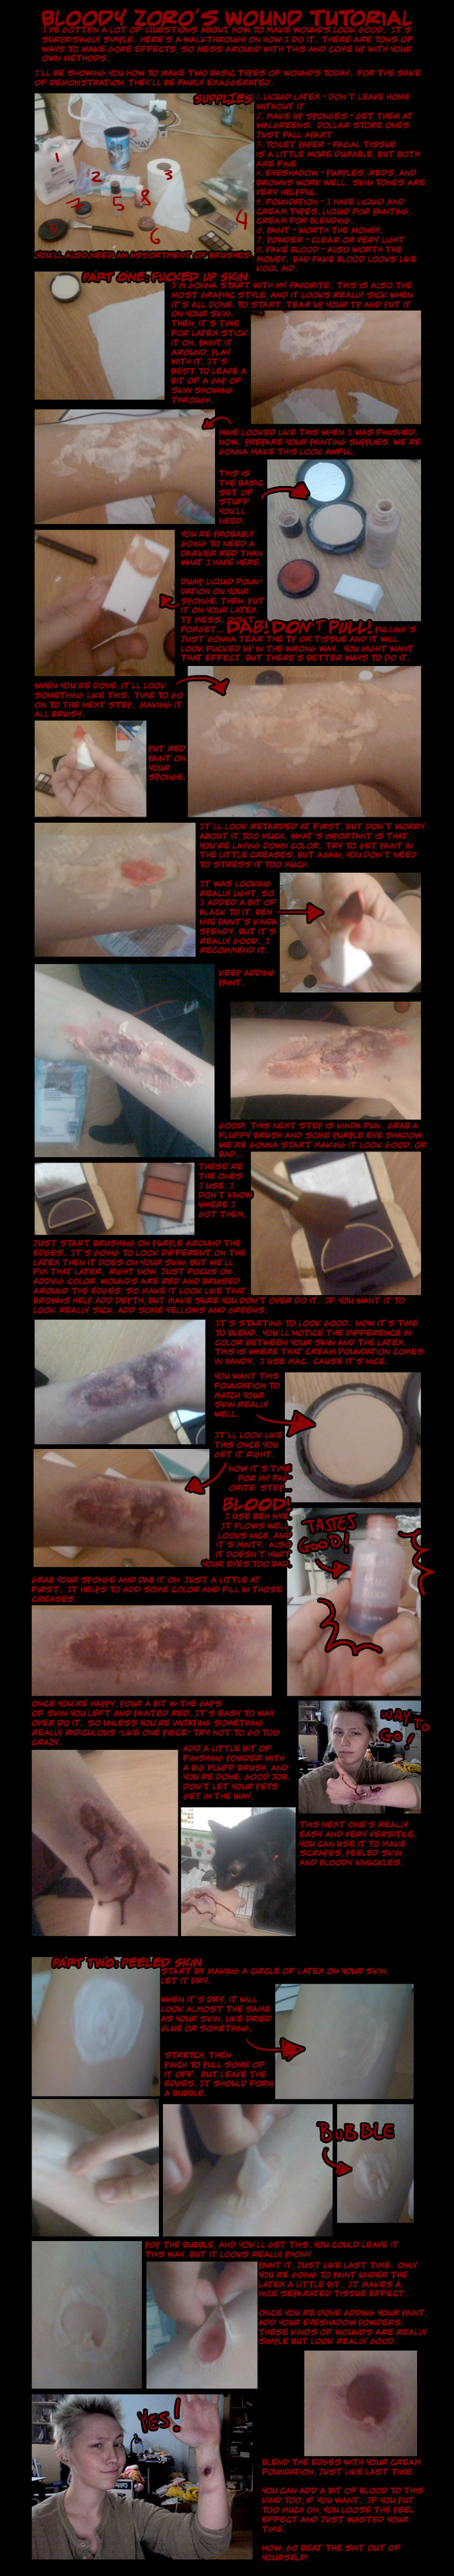 BLOODY ZORO'S WOUND TUTORIAL
I'VE GOTTEN A LOT OF QUESTIONS ABOUT HOW TO MAKE WOUNDS LOOK GOOD. IT'S
SURPRISINGLY SIMPLE. HERE'S A WALKTHROUGH ON HOW I DO IT. THERE ARE TONS OF
WAYS TO MAKE GORE EFFECTS, SO MESS AROUND WITH THIS AND COME UP WITH YOUR
OWN METHODS.
I'LL BE SHOWING YOU HOW TO MAKE TWO BASIC TYPES OF WOUNDS TODAY. FOR THE SAKE
OF DEMONSTRATION, THEY'LL BE FAIRLY EXAGGERATED.
SUPPLIES
1
2
3
4
5
6
7
8
1. LIQUID LATEX - DON'T LEAVE HOME
WITHOUT IT
2. MAKE UP SPONGES - GET THEM AT
WALGREENS. DOLLAR STORE ONES
JUST FALL APART
3. TOILET PAPER - FACIAL TISSUE
IS A LITTLE MORE DURABLE, BUT BOTH
ARE FINE
4. EYESHADOW - PURPLES, REDS, AND
BROWNS WORK WELL. SKIN TONES ARE
VERY HELPFUL.
5. FOUNDATION - I HAVE LIQUID AND
CREAM TYPES, LIQUID FOR PAINTING,
CREAM FOR BLENDING.
6. PAINT - WORTH THE MONEY.
7. POWDER - CLEAR OR VERY LIGHT
8. FAKE BLOOD - ALSO WORTH THE
MONEY. BAD FAKE BLOOD LOOKS LIKE
KOOL AID.
YOU'LL ALSO NEED AN ASSORTMENT OF BRUSHES
PART ONE: FUCKED UP SKIN
I'M GONNA START WITH MY FAVORITE. THIS IS ALSO THE
MOST GRAPHIC STYLE, AND IT LOOKS REALLY SICK WHEN
IT'S ALL DONE. TO START, TEAR UP YOUR TP AND PUT IT
ON YOUR SKIN.
THEN, IT'S TIME
FOR LATEX. STICK
IT ON. PAINT IT
AROUND, PLAY
WITH IT. IT'S
BEST TO LEAVE A
BIT OF A GAP OF
SKIN SHOWING
THROUGH.
MINE LOOKED LIKE THIS WHEN I WAS FINISHED.
NOW, PREPARE YOUR PAINTING SUPPLIES, WE'RE
GONNA MAKE THIS LOOK AWFUL.
THIS IS
THE BASIC
SET OF
STUFF
YOU'LL
NEED.
YOU'RE PROBABLY
GOING TO NEED A
DARKER RED THAN
WHAT I HAVE HERE.
DUMP LIQUID FOUN-
DATION ON YOUR
SPONGE. THEN, PUT
IT ON YOUR LATEX
TP MESS. DON'T
FORGET... DAB! DON'T PULL! PULLING'S
JUST GONNA TEAR THE TP OR TISSUE AND IT WILL
LOOK FUCKED UP IN THE WRONG WAY. YOU MIGHT WANT
THAT EFFECT, BUT THERE'S BETTER WAYS TO DO IT.
WHEN YOU'RE DONE, IT'LL LOOK
SOMETHING LIKE THIS. TIME TO GO
ON TO THE NEXT STEP. MAKING IT
ALL BRUISY.
PUT RED
PAINT ON
YOUR
SPONGE.
IT'LL LOOK RETARDED AT FIRST, BUT DON'T WORRY
ABOUT IT TOO MUCH. WHAT'S IMPORTANT IS THAT
YOU'RE LAYING DOWN COLOR. TRY TO GET PAINT IN
THE LITTLE CREASES, BUT AGAIN, YOU DON'T NEED
TO STRESS IT TOO MUCH.
IT WAS LOOKING
REALLY LIGHT, SO
I ADDED A BIT OF
BLACK TO IT. BEN
NYE PAINT'S KINDA
SPENDY, BUT IT'S
REALLY GOOD. I
RECOMMEND IT.
KEEP ADDING
PAINT.
GOOD! THIS NEXT STEP IS KINDA FUN. GRAB A
FLUFFY BRUSH AND SOME PURPLE EYE SHADOW.
WE'RE GONNA START MAKING IT LOOK GOOD. OR
BAD...
THESE'RE
THE ONES
I USE. I
DON'T KNOW
WHERE I
GOT THEM.
JUST START BRUSHING ON PURPLE AROUND THE
EDGES. IT'S GOING TO LOOK DIFFERENT ON THE
LATEX THEN IT DOES ON YOUR SKIN, BUT WE'LL
FIX THAT LATER. RIGHT NOW, JUST FOCUS ON
ADDING COLOR. WOUNDS ARE RED AND BRUISED
AROUND THE EDGES, SO MAKE IT LOOK LIKE THAT.
BROWNS HELP ADD DEPTH, BUT MAKE SURE YOU DON'T OVER DO IT. IF YOU WANT IT TO
LOOK REALLY SICK, ADD SOME YELLOWS AND GREENS.
IT'S STARTING TO LOOK GOOD. NOW IT'S TIME
TO BLEND. YOU'LL NOTICE THE DIFFERENCE IN
COLOR BETWEEN YOUR SKIN AND THE LATEX.
THIS IS WHERE THAT CREAM FOUNDATION COMES
IN HANDY. I USE MAC. CAUSE IT'S NICE.
YOU WANT THIS
FOUNDATION TO
MATCH YOUR
SKIN REALLY
WELL.
IT'LL LOOK LIKE
THIS ONCE YOU
GET IT RIGHT.
NOW IT'S TIME
FOR MY FAV-
ORITE STEP...
BLOOD!
I USE BEN NYE.
IT FLOWS WELL,
LOOKS NICE, AND
IT'S MINTY. ALSO
IT DOESN'T HURT
YOUR EYES TOO BAD.
TASTES
GOOD!
GRAB YOUR SPONGE AND DAB IT ON JUST A LITTLE AT
FIRST. IT HELPS TO ADD SOME COLOR AND FILL IN THOSE
CREASES.
ONCE YOU'RE HAPPY, POUR A BIT IN THE GAPS
OF SKIN YOU LEFT AND PAINTED RED. IT'S EASY TO WAY
OVER DO IT. SO UNLESS YOU'RE IMITATING SOMETHING
REALLY RIDICULOUS -LIKE ONE PIECE- TRY NOT TO GO TOO
CRAZY.
WAY TO
GO!
ADD A LITTLE BIT OF
FINISHING POWDER WITH
A BIG FLUFF BRUSH, AND
YOU'RE DONE. GOOD JOB.
DON'T LET YOUR PETS
GET IN THE WAY.
THIS NEXT ONE'S REALLY
EASY AND VERY VERSITILE.
YOU CAN USE IT TO MAKE
SCRAPES, PEELED SKIN,
AND BLOODY KNUCKLES.
PART TWO: PEELED SKIN
START BY MAKING A CIRCLE OF LATEX ON YOUR SKIN.
LET IT DRY.
WHEN IT'S DRY, IT WILL
LOOK ALMOST THE SAME
AS YOUR SKIN. LIKE DRIED
GLUE OR SOMETHING.
STRETCH, THEN
PINCH TO PULL SOME OF
IT OFF. BUT LEAVE THE
EDGES. IT SHOULD FORM
A BUBBLE.
BUBBLE
POP THE BUBBLE, AND YOU'LL GET THIS. YOU COULD LEAVE IT
THIS WAY, BUT IT LOOKS REALLY PHONY
PAINT IT, JUST LIKE LAST TIME. ONLY
YOU'RE GOING TO PAINT UNDER THE
LATEX A LITTLE BIT. IT MAKES A
NICE SEPARATED TISSUE EFFECT.
ONCE YOU'RE DONE ADDING YOUR PAINT,
ADD YOUR EYESHADOW POWDERS.
THESE KINDS OF WOUNDS ARE REALLY
SIMPLE BUT LOOK REALLY GOOD.
YES!
BLEND THE EDGES WITH YOUR CREAM
FOUNDATION, JUST LIKE LAST TIME.
YOU CAN ADD A BIT OF BLOOD TO THIS
KIND TOO, IF YOU WANT. IF YOU PUT
TOO MUCH ON, YOU LOOSE THE PEEL
EFFECT AND JUST WASTED YOUR
TIME.
NOW, GO BEAT THE SHIT OUT OF
YOURSELF!